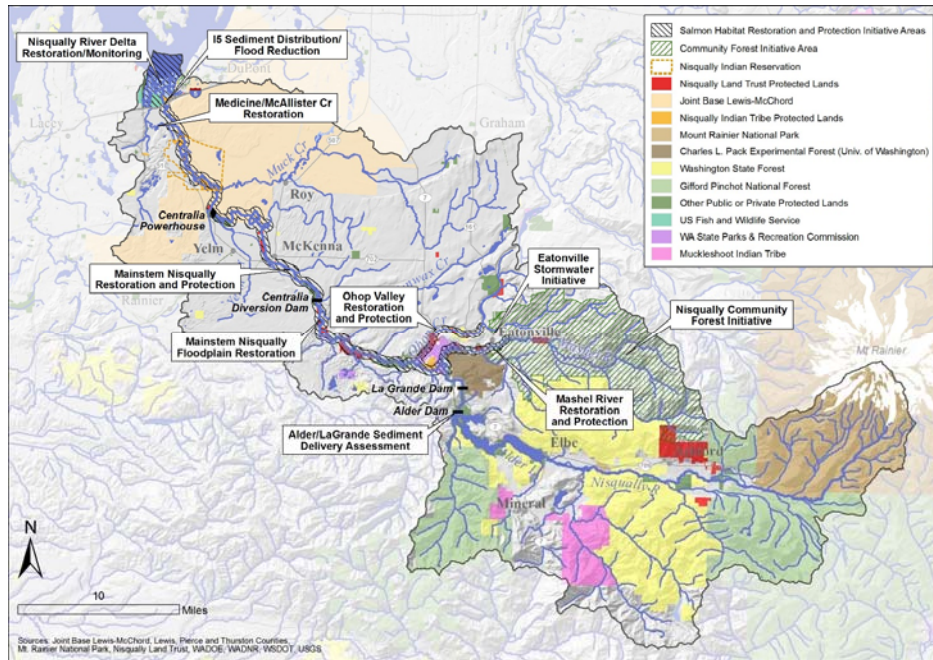 Nisqually River Delta
Restoration/Monitoring
I5 Sediment Distribution/
Flood Reduction
DuPont
Medicine/McAllister Cr
Restoration
Lacey
Graham
Muck Cr
Roy
Centralia
Powerhouse
Yelm
McKenna
Rainier
Mainstem Nisqually
Restoration and Protection
Centralia
Diversion Dam
Ohop Valley
Restoration
and Protection
Eatonville
Stormwater
Initiative
Eatonville
Nisqually Community
Forest Initiative
Mt Rainier
Mainstem Nisqually
Floodplain Restoration
La Grande Dam
Alder Dam
Mashel River
Restoration
and Protection
Alder/LaGrande Sediment
Delivery Assessment
Elbe
Alder
Nisqually R
Mineral
N
10
Miles
Sources: Joint Base Lewis-McChord, Lewis, Pierce and Thurston Counties,
Mt. Rainier National Park, Nisqually Land Trust, WADOE, WADNR, WSDOT, USGS
Salmon Habitat Restoration and Protection Initiative Areas
Community Forest Initiative Area
Nisqually Indian Reservation
Nisqually Land Trust Protected Lands
Joint Base Lewis-McChord
Nisqually Indian Tribe Protected Lands
Mount Rainier National Park
Charles L. Pack Experimental Forest (Univ. of Washington)
Washington State Forest
Gifford Pinchot National Forest
Other Public or Private Protected Lands
US Fish and Wildlife Service
WA State Parks & Recreation Commission
Muckleshoot Indian Tribe